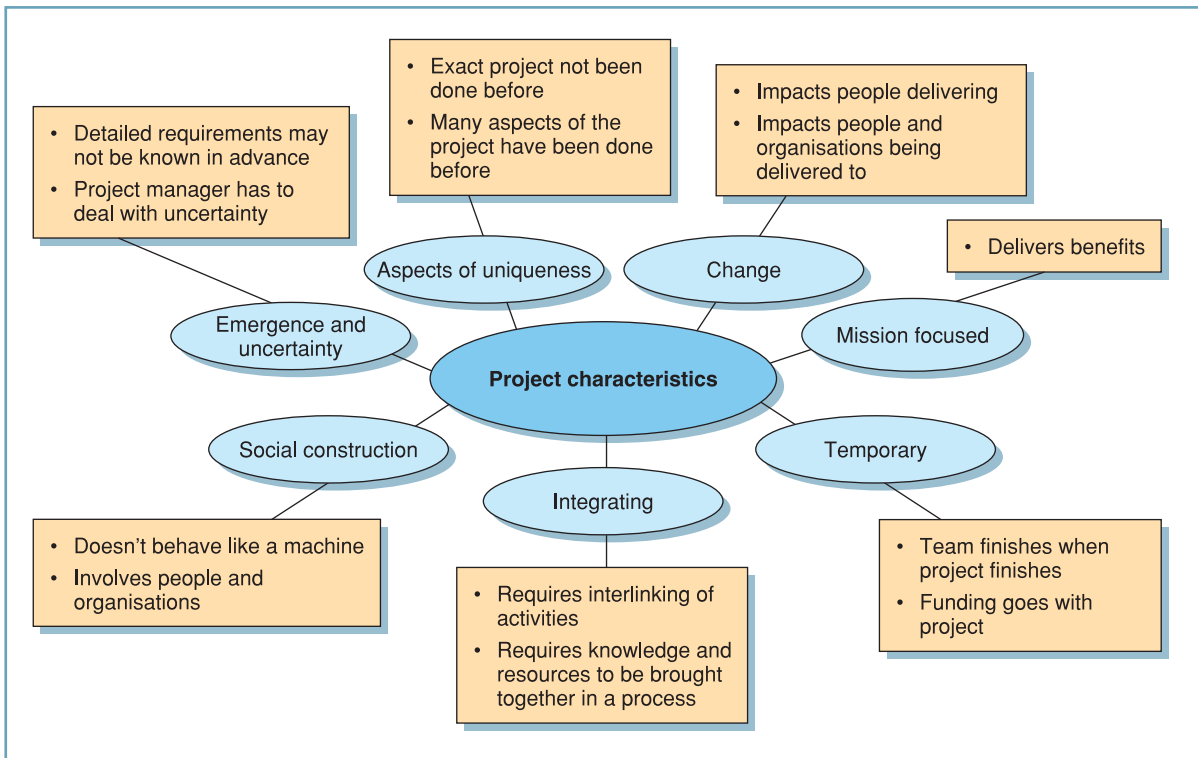 • Exact project not been
done before
• Many aspects of the
project have been done
before
• Impacts people delivering
• Impacts people and
organisations being
delivered to
• Detailed requirements may
not be known in advance
• Project manager has to
deal with uncertainty
• Delivers benefits
Aspects of uniqueness
Change
Emergence and
uncertainty
Mission focused
Project characteristics
Social construction
Temporary
Integrating
• Doesn't behave like a machine
• Involves people and
organisations
• Requires interlinking of
activities
• Requires knowledge and
resources to be brought
together in a process
• Team finishes when
project finishes
• Funding goes with
project